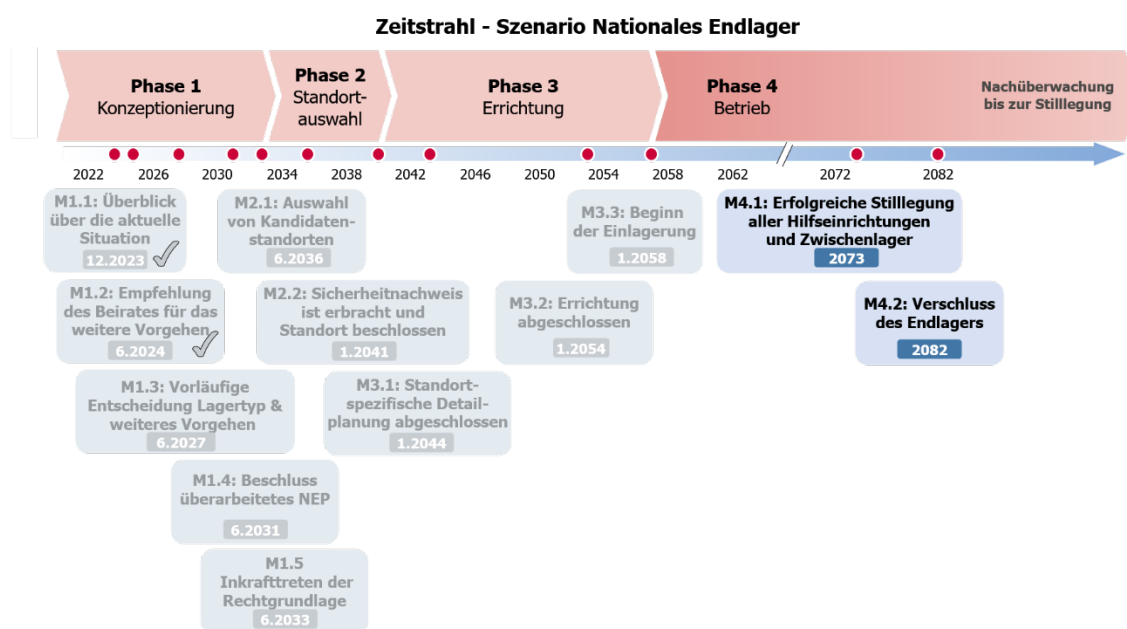 Zeitstrahl - Szenario Nationales Endlager
Phase 1
Konzeptionierung
Phase 2
Standort-
auswahl
Phase 3
Errichtung
Phase 4
Betrieb
Nachüberwachung
bis zur Stilllegung
2022 2026 2030 2034 2038 2042 2046 2050 2054 2058 2062 2072 2082
M1.1: Überblick
über die aktuelle
Situation
12.2023
M2.1: Auswahl
von Kandidaten-
standorten
6.2036
M3.3: Beginn
der Einlagerung
1.2058
M4.1: Erfolgreiche Stilllegung
aller Hilfseinrichtungen
und Zwischenlager
2073
M1.2: Empfehlung
des Beirates für das
weitere Vorgehen
6.2024
M2.2: Sicherheitnachweis
ist erbracht und
Standort beschlossen
1.2041
M3.2: Errichtung
abgeschlossen
1.2054
M4.2: Verschluss
des Endlagers
2082
M1.3: Vorläufige
Entscheidung Lagertyp &
weiteres Vorgehen
6.2027
M3.1: Standort-
spezifische Detail-
planung abgeschlossen
1.2044
M1.4: Beschluss
überarbeitetes NEP
6.2031
M1.5
Inkrafttreten der
Rechtgrundlage
6.2033